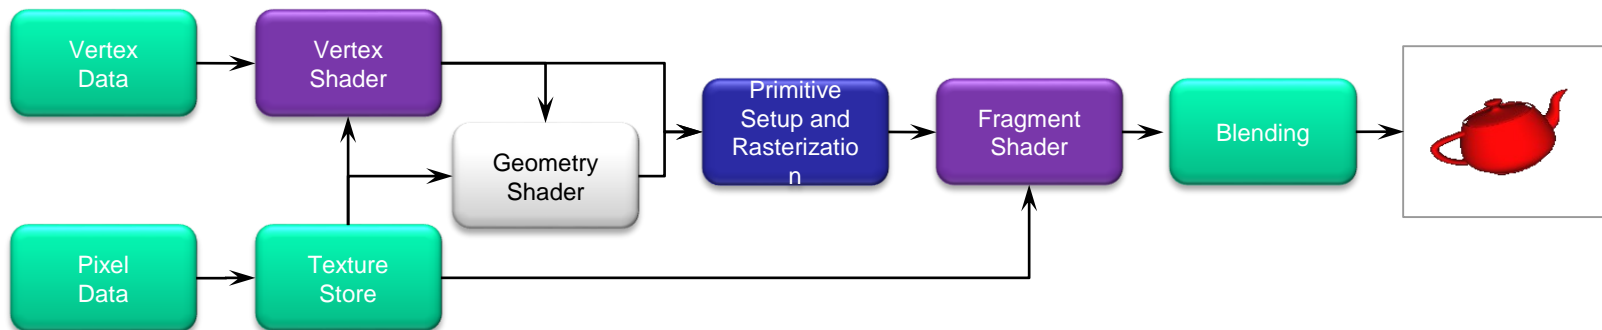 Vertex
Data
Vertex
Shader
Geometry
Shader
Primitive
Setup and
Rasterizatio
n
Fragment
Shader
Blending
Pixel
Data
Texture
Store